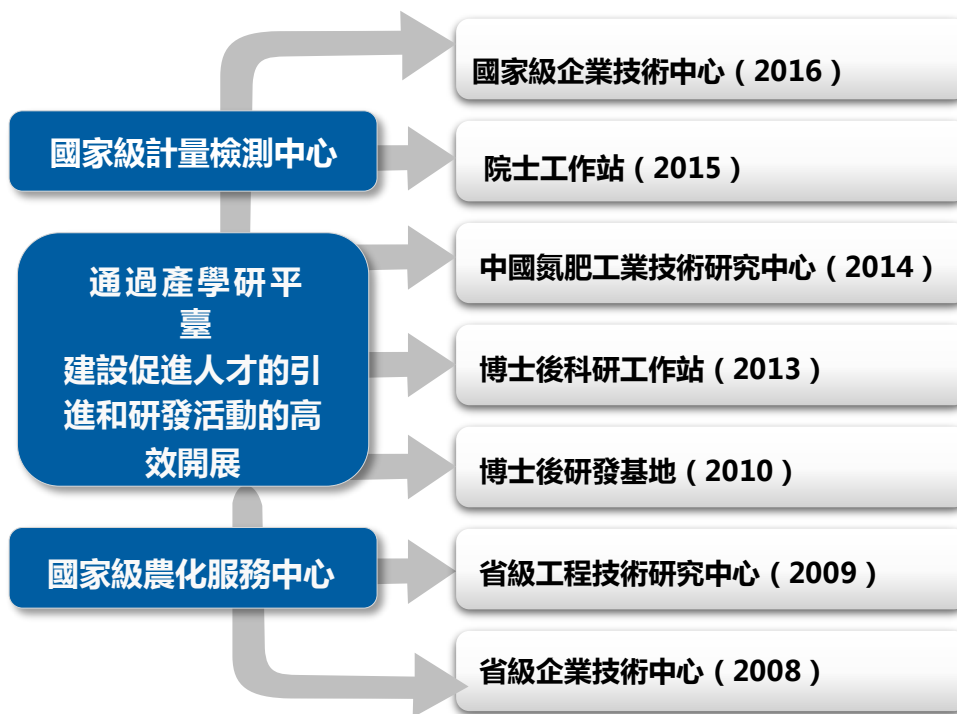 國家級計量檢測中心
通過產學研平
臺
建設促進人才的引
進和研發活動的高
效開展
國家級農化服務中心
國家級企業技術中心（2016）
院士工作站（2015）
中國氮肥工業技術研究中心（2014）
博士後科研工作站（2013）
博士後研發基地（2010）
省級工程技術研究中心（2009）
省級企業技術中心（2008）